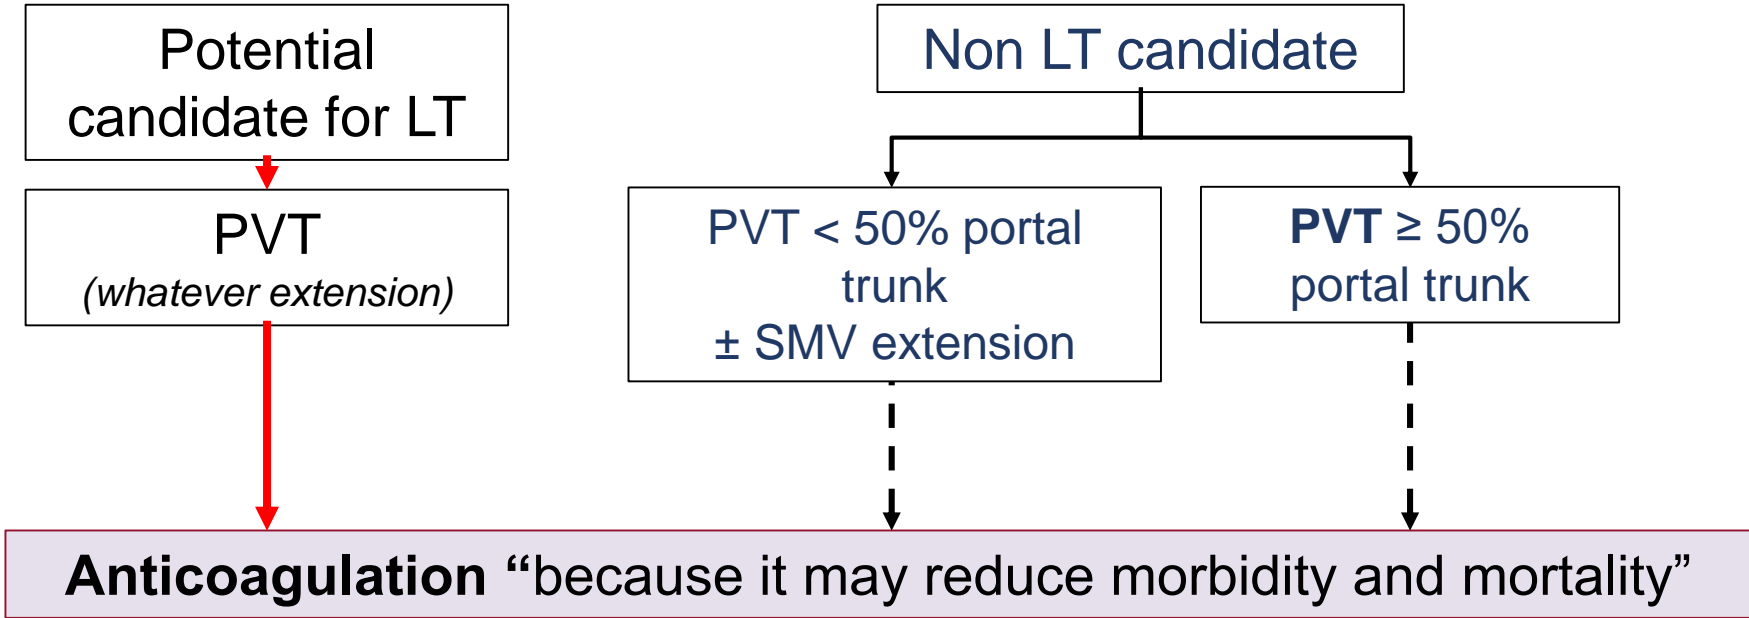 Potential
candidate for LT
PVT
(whatever extension)
Non LT candidate
PVT < 50% portal
trunk
± SMV extension
PVT ≥ 50%
portal trunk
Anticoagulation “because it may reduce morbidity and mortality”